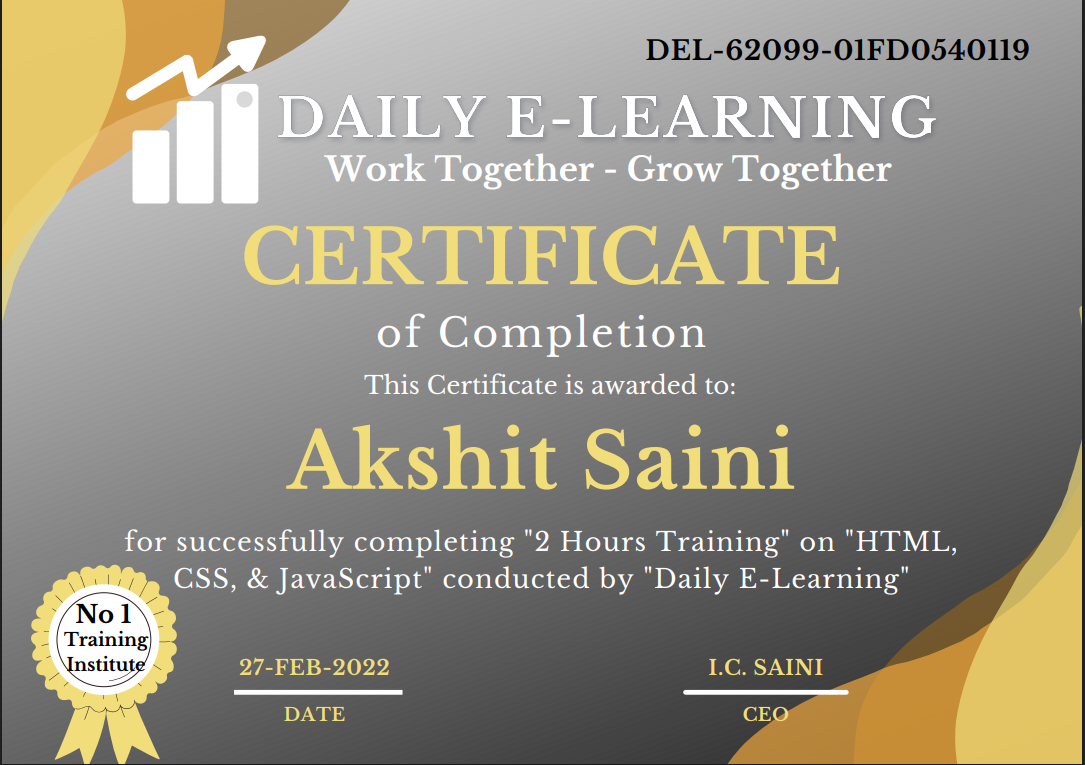 DEL-62099-01FD0540119
DAILY E-LEARNING
Work Together - Grow Together
CERTIFICATE
of Completion
This Certificate is awarded to:
Akshit Saini
for successfully completing "2 Hours Training" on "HTML,
CSS, & JavaScript" conducted by "Daily E-Learning"
No 1
Training
Institute
27-FEB-2022
DATE
I.C. SAINI
CEO